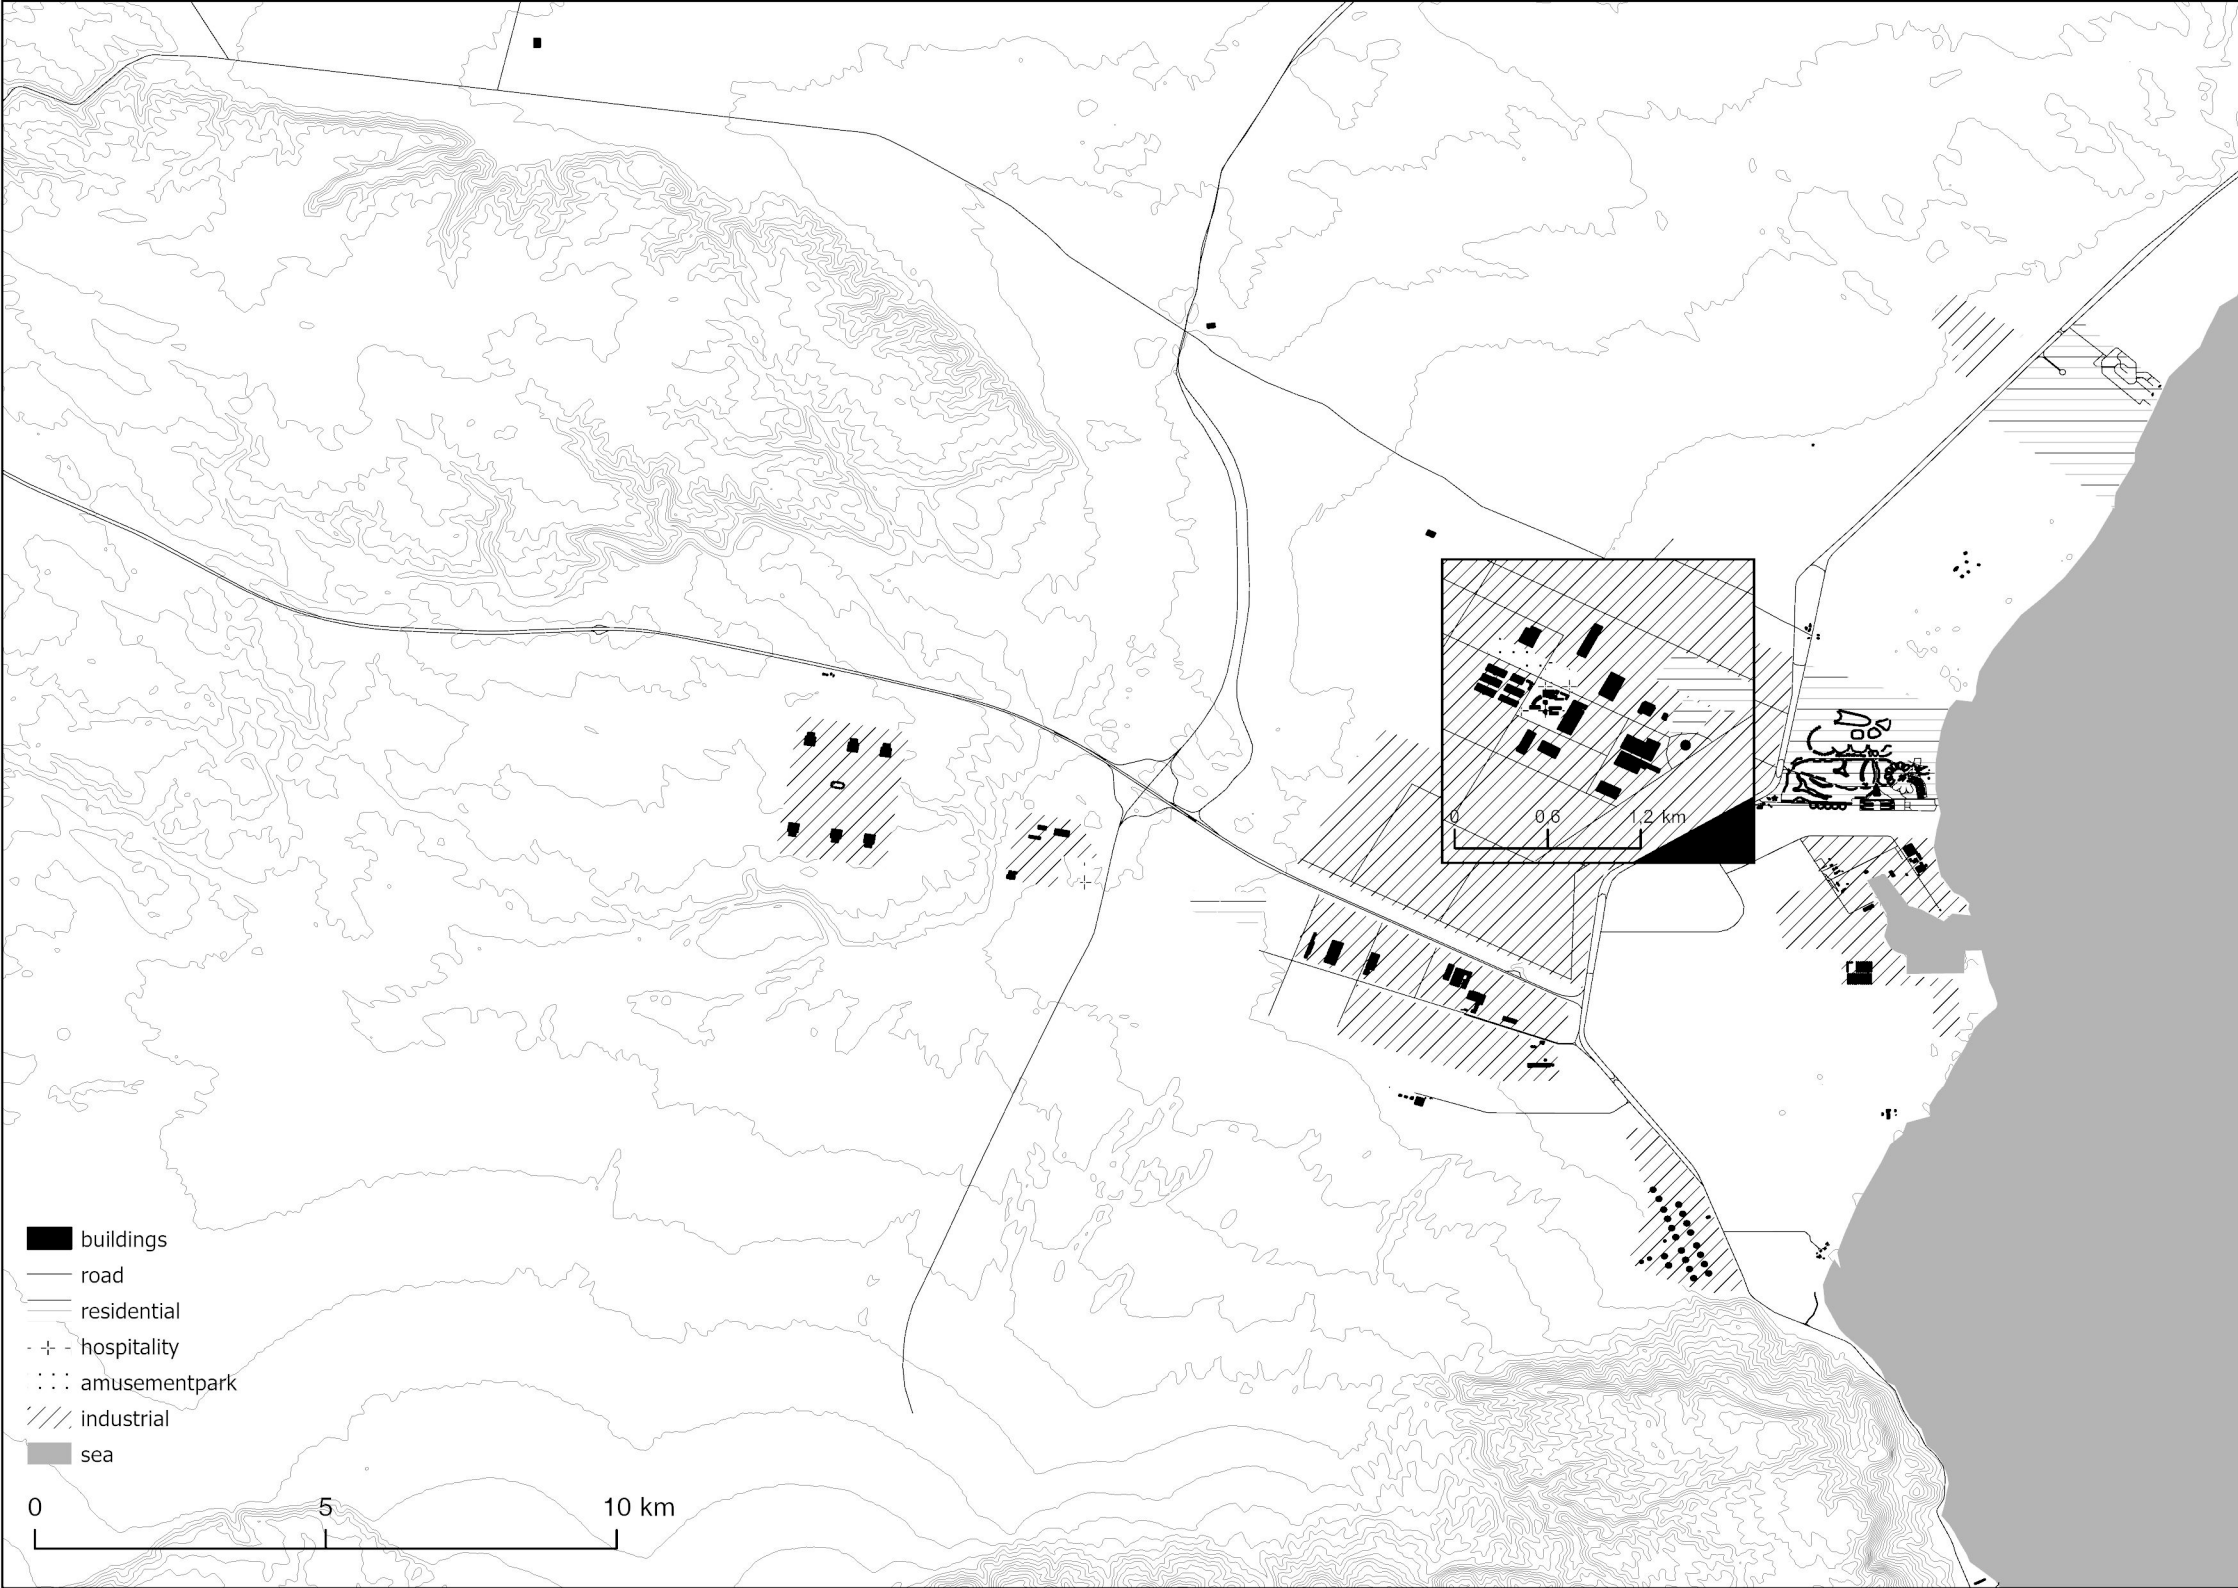 0 0,6 1,2 km
buildings
road
residential
hospitality
amusementpark
industrial
sea
0 5 10 km